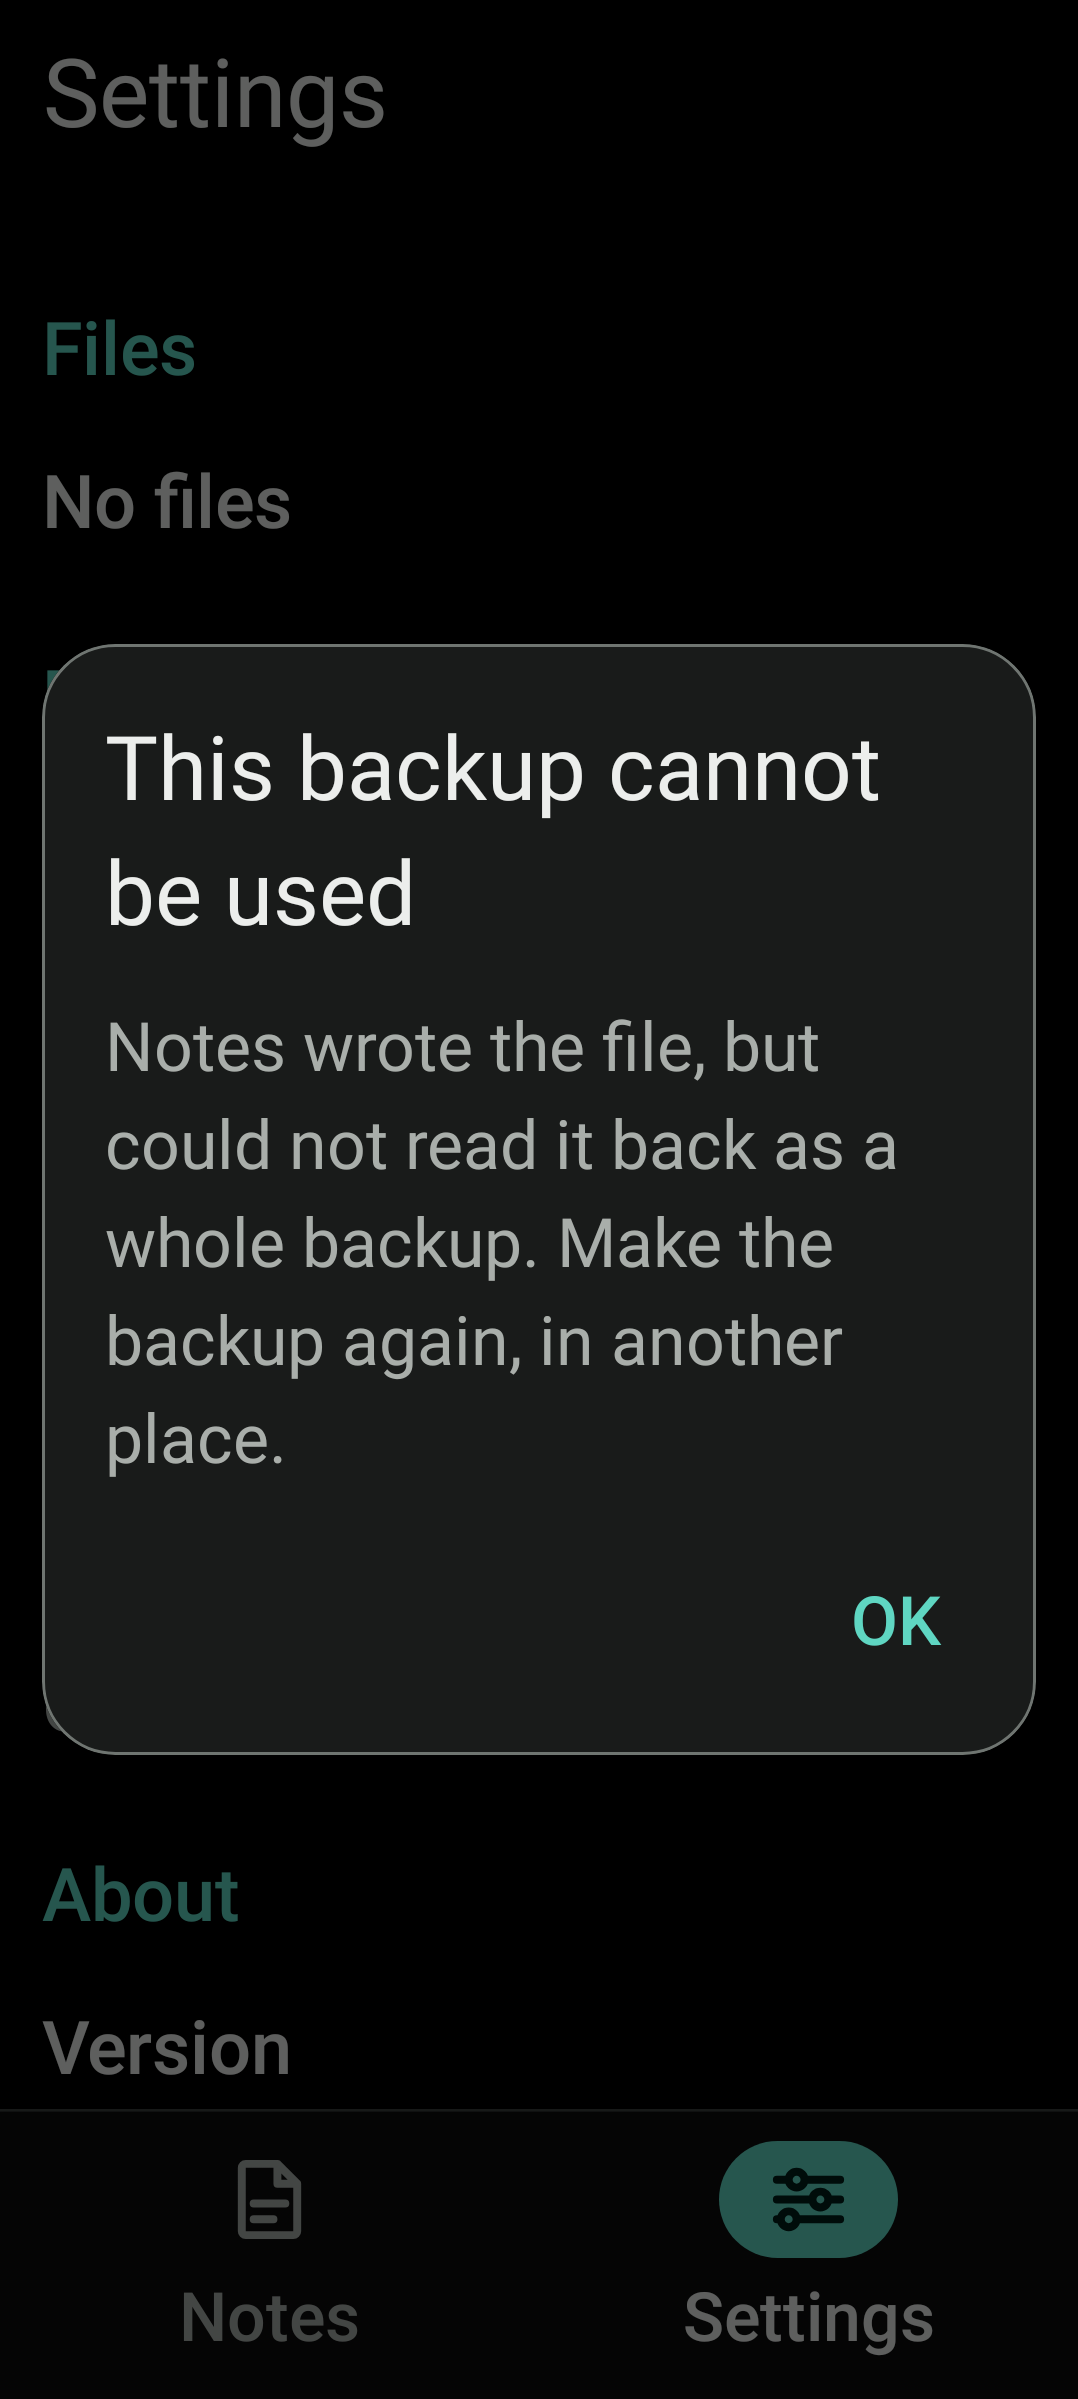 Settings
Files
No files
This backup cannot
be used
Notes wrote the file, but
could not read it back as a
whole backup. Make the
backup again, in another
place.
OK
About
Version
Notes
Settings